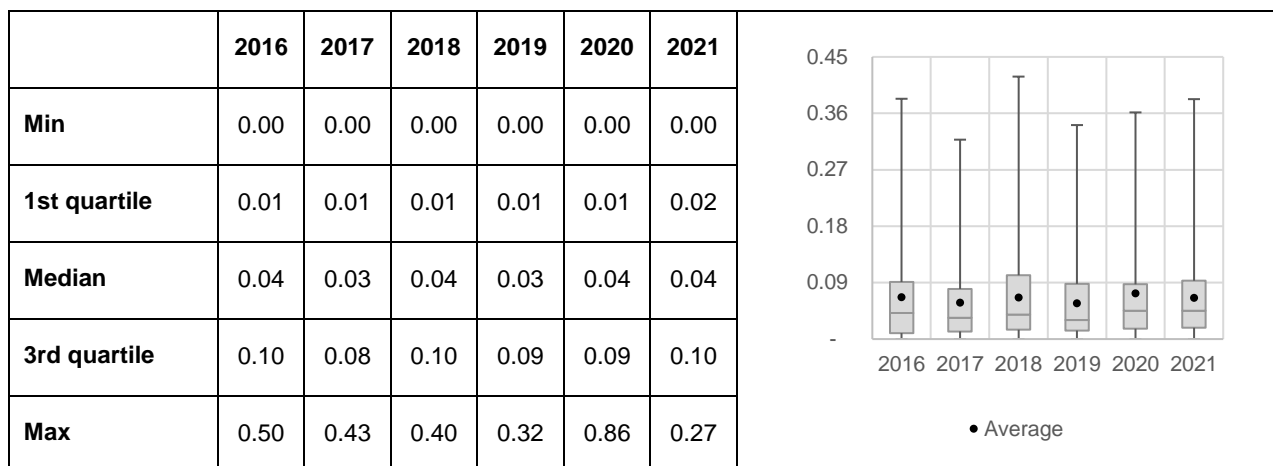 2016 2017 2018 2019 2020 2021
Min 0.00 0.00 0.00 0.00 0.00 0.00
1st quartile 0.01 0.01 0.01 0.01 0.01 0.02
Median 0.04 0.03 0.04 0.03 0.04 0.04
3rd quartile 0.10 0.08 0.10 0.09 0.09 0.10
Max 0.50 0.43 0.40 0.32 0.86 0.27
0.45
0.36
0.27
0.18
0.09
-
2016 2017 2018 2019 2020 2021
Average